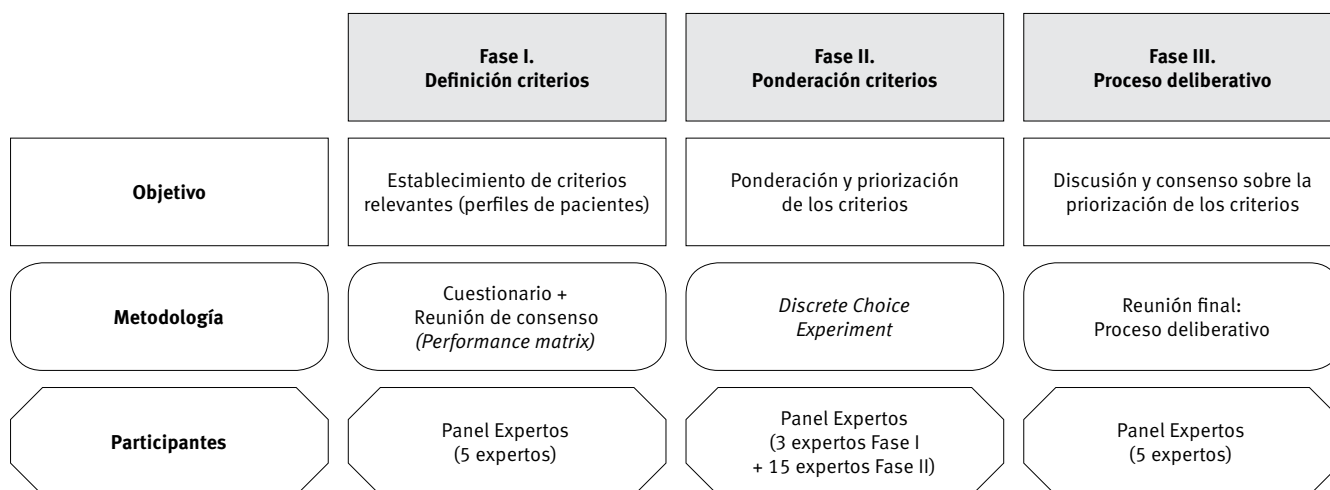 Fase I.
Definición criterios
Fase II.
Ponderación criterios
Fase III.
Proceso deliberativo
Objetivo
Establecimiento de criterios
relevantes (perfiles de pacientes)
Ponderación y priorización
de los criterios
Discusión y consenso sobre la
priorización de los criterios
Metodología
Cuestionario +
Reunión de consenso
(Performance matrix)
Discrete Choice
Experiment
Reunión final:
Proceso deliberativo
Participantes
Panel Expertos
(5 expertos)
Panel Expertos
(3 expertos Fase I
+ 15 expertos Fase II)
Panel Expertos
(5 expertos)